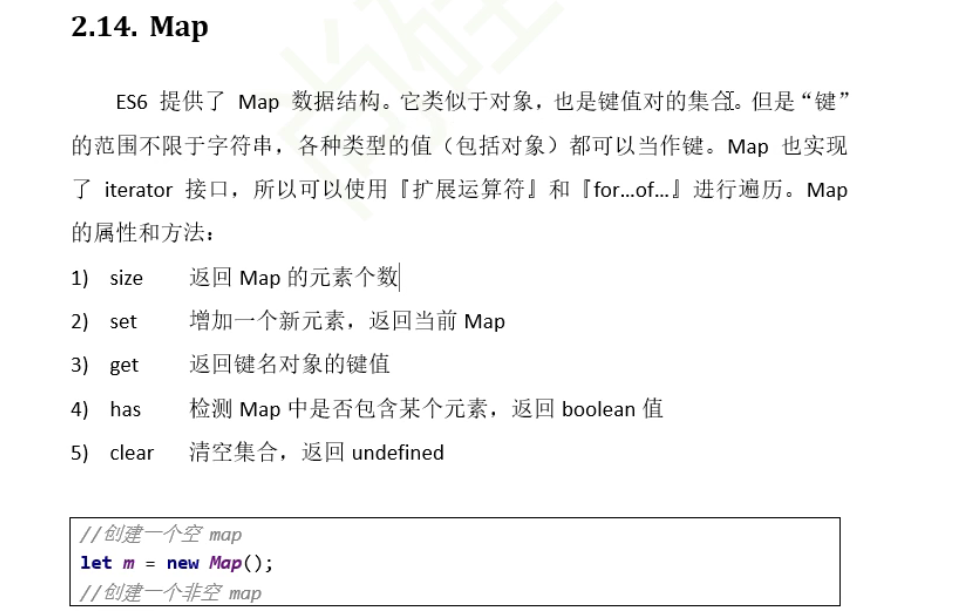 2.14. Map
ES6 提供了 Map 数据结构。它类似于对象，也是键值对的集合。但是“键”
的范围不限于字符串，各种类型的值（包括对象）都可以当作键。Map 也实现
了 iterator 接口，所以可以使用『扩展运算符』和『for…of…』进行遍历。Map
的属性和方法：
1) size 返回 Map 的元素个数
2) set 增加一个新元素，返回当前 Map
3) get 返回键名对象的键值
4) has 检测 Map 中是否包含某个元素，返回 boolean 值
5) clear 清空集合，返回 undefined
//创建一个空 map
let m = new Map();
//创建一个非空 map